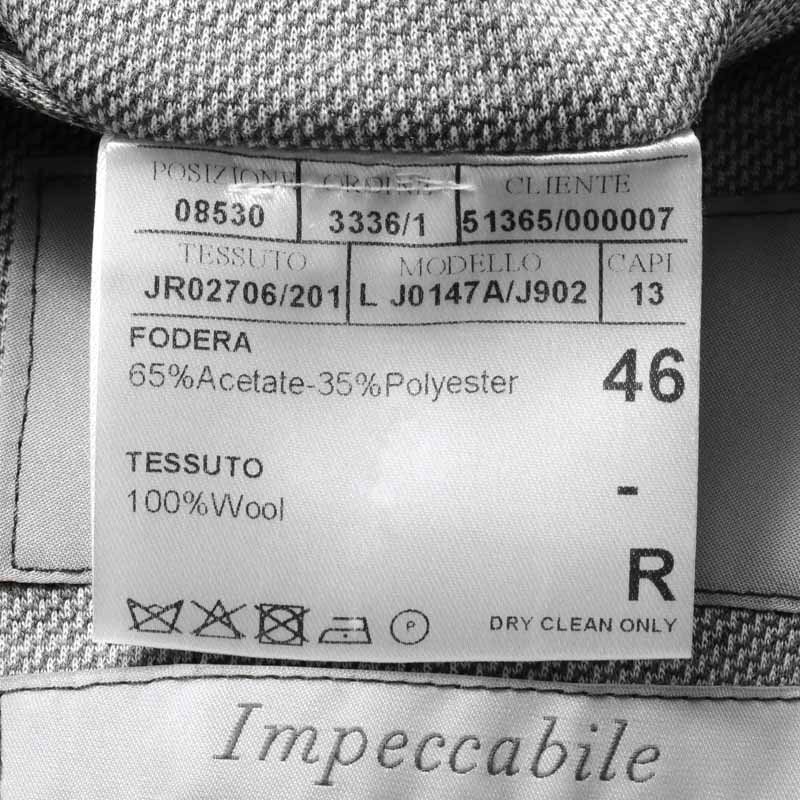 POSIZIONE ORDINE CLIENTE
08530 3336/1 51365/000007
TESSUTO MODELLO CAPI
JR02706/201 L J0147A/J902 13
FODERA
65%Acetate-35%Polyester
46
TESSUTO
100%Wool
-
R
P
DRY CLEAN ONLY
Impeccabile